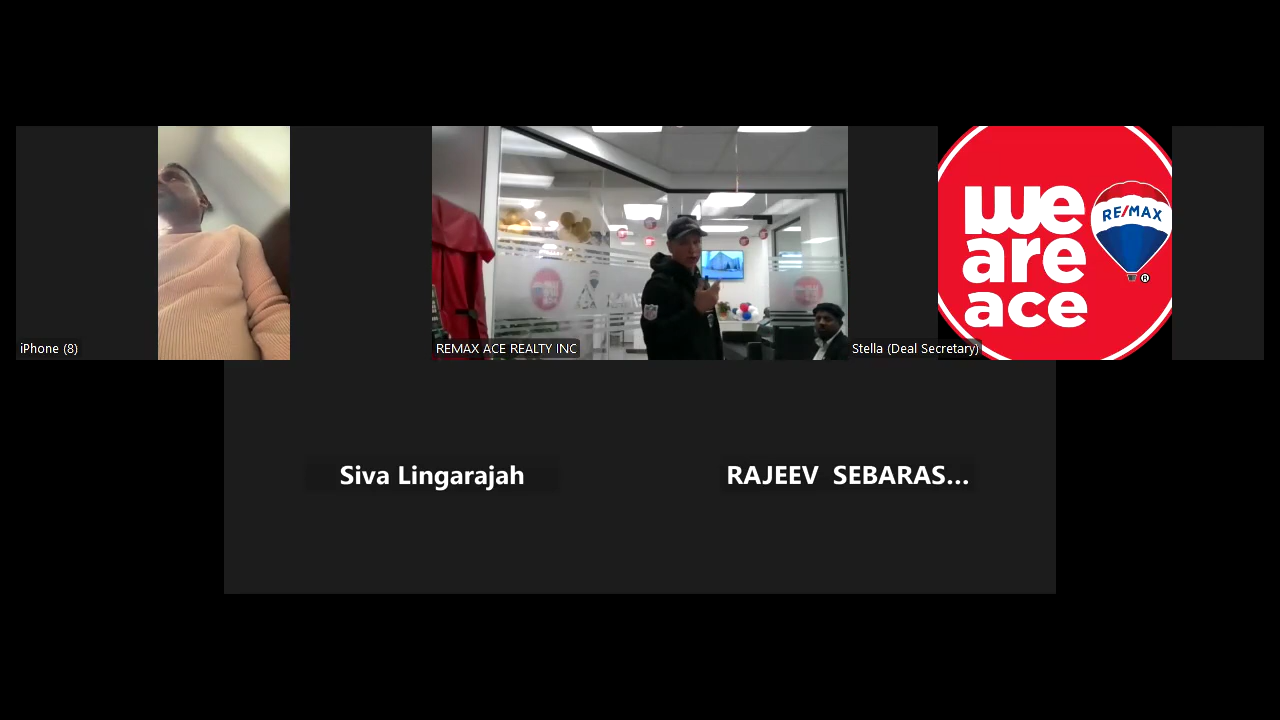 we
are
ace
RE/MAX
®
iPhone (8)
REMAX ACE REALTY INC
Stella (Deal Secretary)
Siva Lingarajah
RAJEEV SEBARAS...